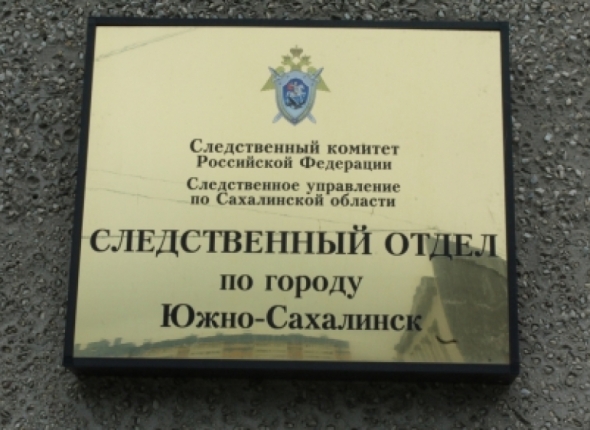 Следственный комитет
Российской Федерации
Следственное управление
по Сахалинской области
СЛЕДСТВЕННЫЙ ОТДЕЛ
по городу
Южно-Сахалинск